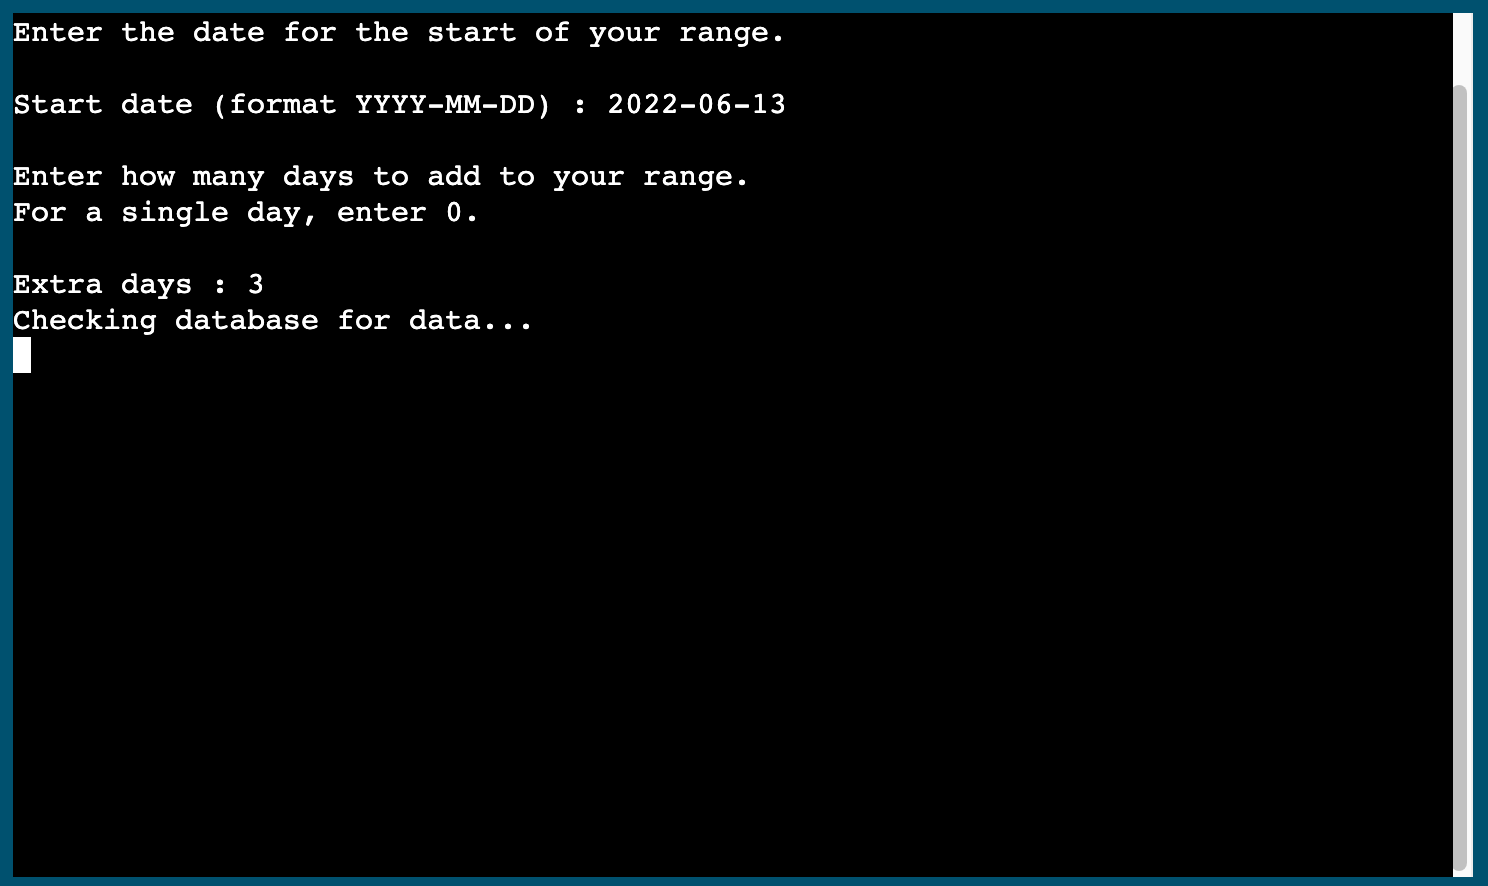 Enter the date for the start of your range.
Start date (format YYYY-MM-DD) : 2022-06-13
Enter how many days to add to your range.
For a single day, enter 0.
Extra days : 3
Checking database for data...